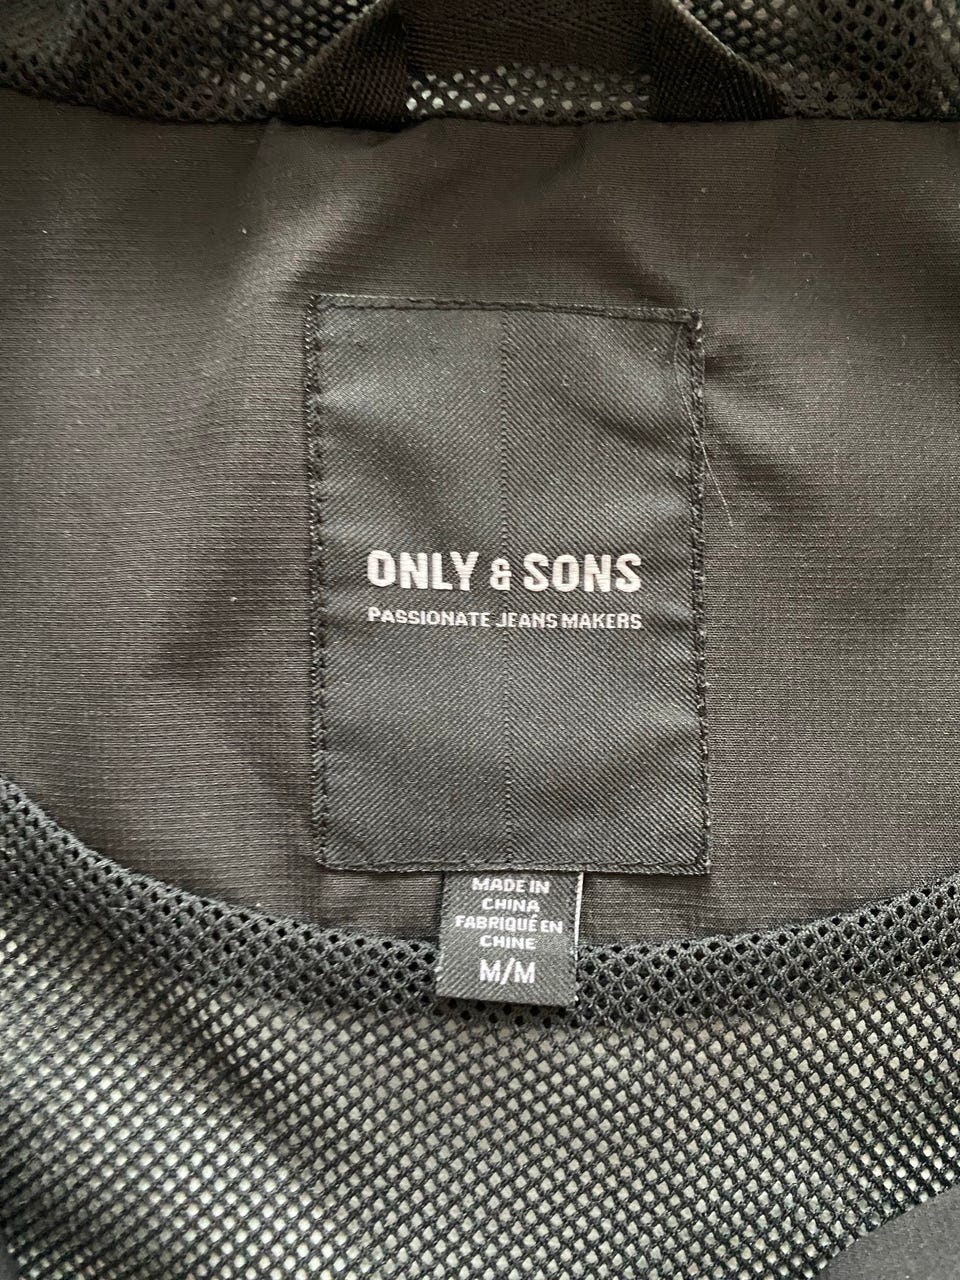 ONLY & SONS
PASSIONATE JEANS MAKERS
MADE IN
CHINA
FABRIQUÉ EN
CHINE
M/M